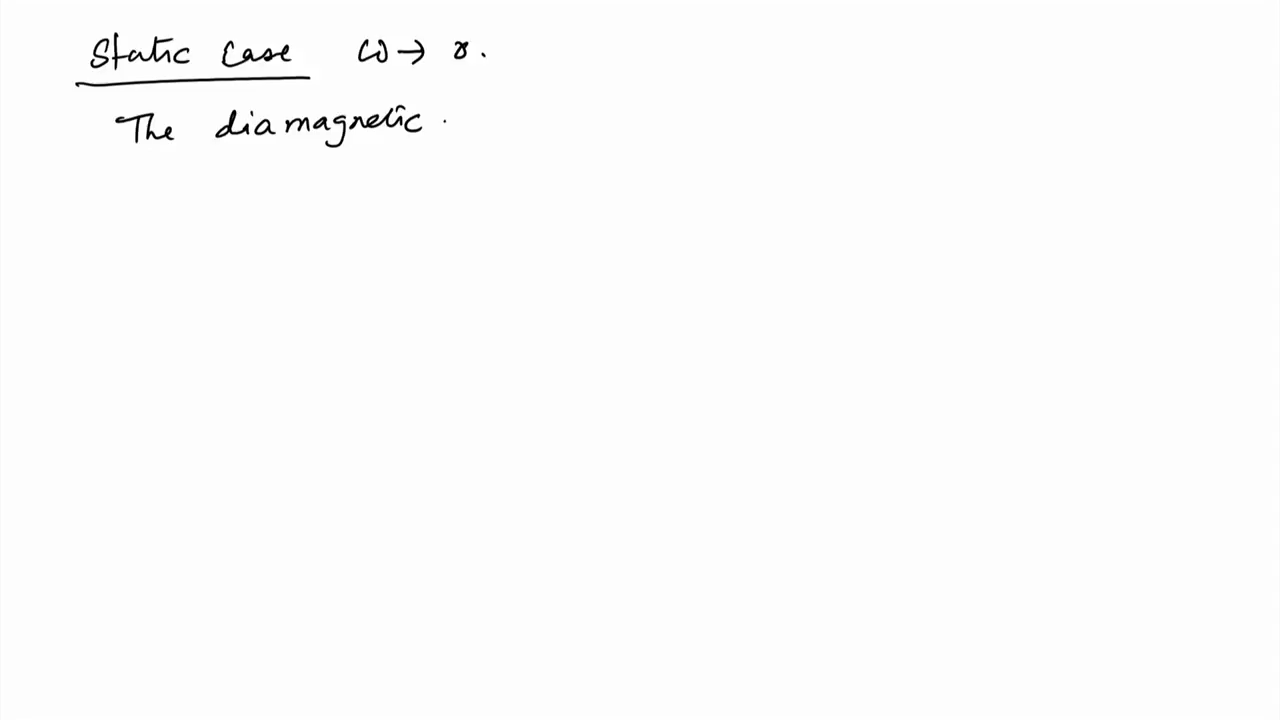 Static Case ω → 0.
The diamagnetic